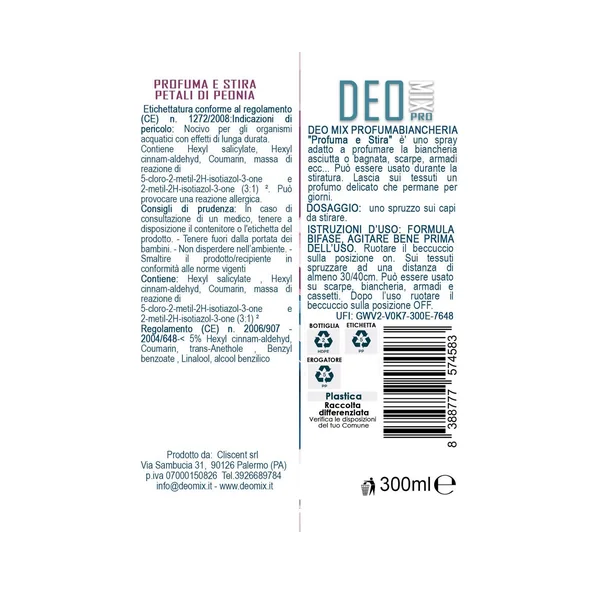 PROFUMA E STIRA
PETALI DI PEONIA
Etichettatura conforme al regolamento
(CE) n. 1272/2008:Indicazioni di
pericolo: Nocivo per gli organismi
acquatici con effetti di lunga durata.
Contiene Hexyl salicylate, Hexyl
cinnam-aldehyd, Coumarin, massa di
reazione di
5-cloro-2-metil-2H-isotiazol-3-one e
2-metil-2H-isotiazol-3-one (3:1) ². Può
provocare una reazione allergica.
Consigli di prudenza: In caso di
consultazione di un medico, tenere a
disposizione il contenitore o l'etichetta del
prodotto. - Tenere fuori dalla portata dei
bambini. - Non disperdere nell'ambiente. -
Smaltire il prodotto/recipiente in
conformità alle norme vigenti
Contiene: Hexyl salicylate , Hexyl
cinnam-aldehyd, Coumarin, massa di
reazione di
5-cloro-2-metil-2H-isotiazol-3-one e
2-metil-2H-isotiazol-3-one (3:1) ²
Regolamento (CE) n. 2006/907 -
2004/648-< 5% Hexyl cinnam-aldehyd,
Coumarin, trans-Anethole , Benzyl
benzoate , Linalool, alcool benzilico
Prodotto da: Cliscent srl
Via Sambucia 31, 90126 Palermo (PA)
p.iva 07000150826 Tel.3926689784
info@deomix.it - www.deomix.it
DEO MIX PRO
DEO MIX PROFUMABIANCHERIA
"Profuma e Stira" è' uno spray
adatto a profumare la biancheria
asciutta o bagnata, scarpe, armadi
ecc... Può essere usato durante la
stiratura. Lascia sui tessuti un
profumo delicato che permane per
giorni.
DOSAGGIO: uno spruzzo sui capi
da stirare.
ISTRUZIONI D'USO: FORMULA
BIFASE, AGITARE BENE PRIMA
DELL'USO. Ruotare il beccuccio
sulla posizione on. Sui tessuti
spruzzare ad una distanza di
almeno 30/40cm. Può essere usato
su scarpe, biancheria, armadi e
cassetti. Dopo l'uso ruotare il
beccuccio sulla posizione OFF.
UFI: GWV2-V0K7-300E-7648
BOTTIGLIA ETICHETTA
2 5
HDPE PP
EROGATORE
5
PP
Plastica
Raccolta
differenziata
Verifica le disposizioni
del tuo Comune
8 388777 574583
300ml e